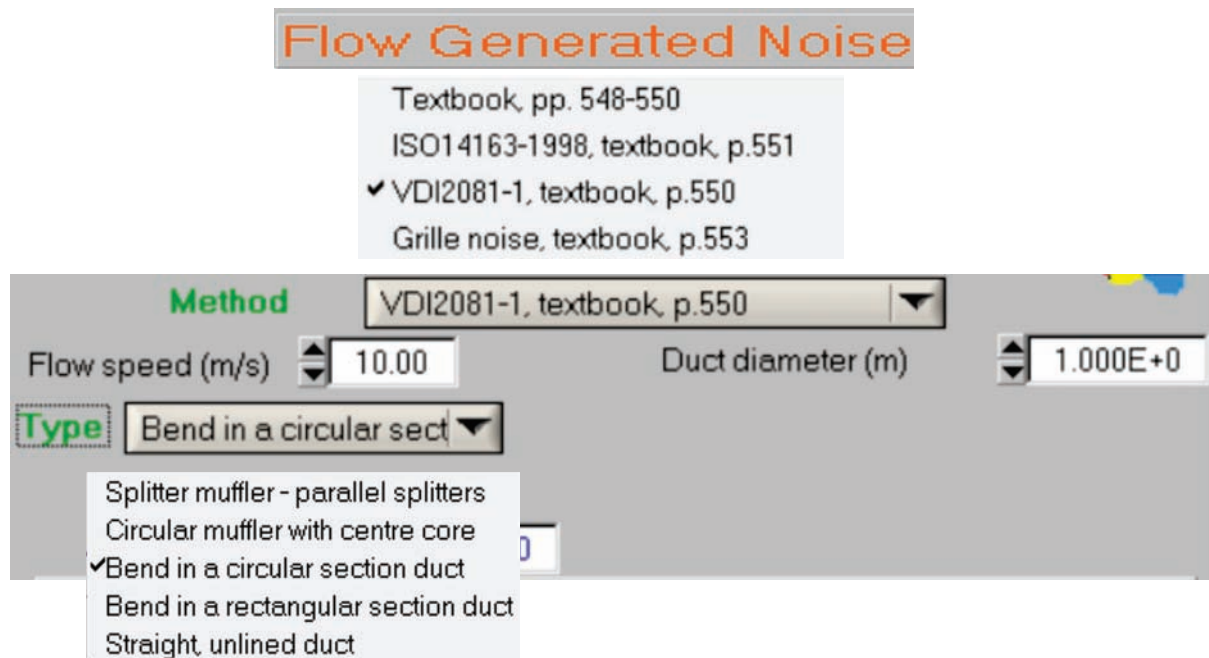 Flow Generated Noise
Textbook, pp. 548-550
ISO14163-1998, textbook, p.551
✔ VDI2081-1, textbook, p.550
Grille noise, textbook, p.553
Method VDI2081-1, textbook, p.550
Flow speed (m/s) 10.00 Duct diameter (m) 1.000E+0
Type Bend in a circular sect
Splitter muffler - parallel splitters
Circular muffler with centre core
✔Bend in a circular section duct
Bend in a rectangular section duct
Straight, unlined duct